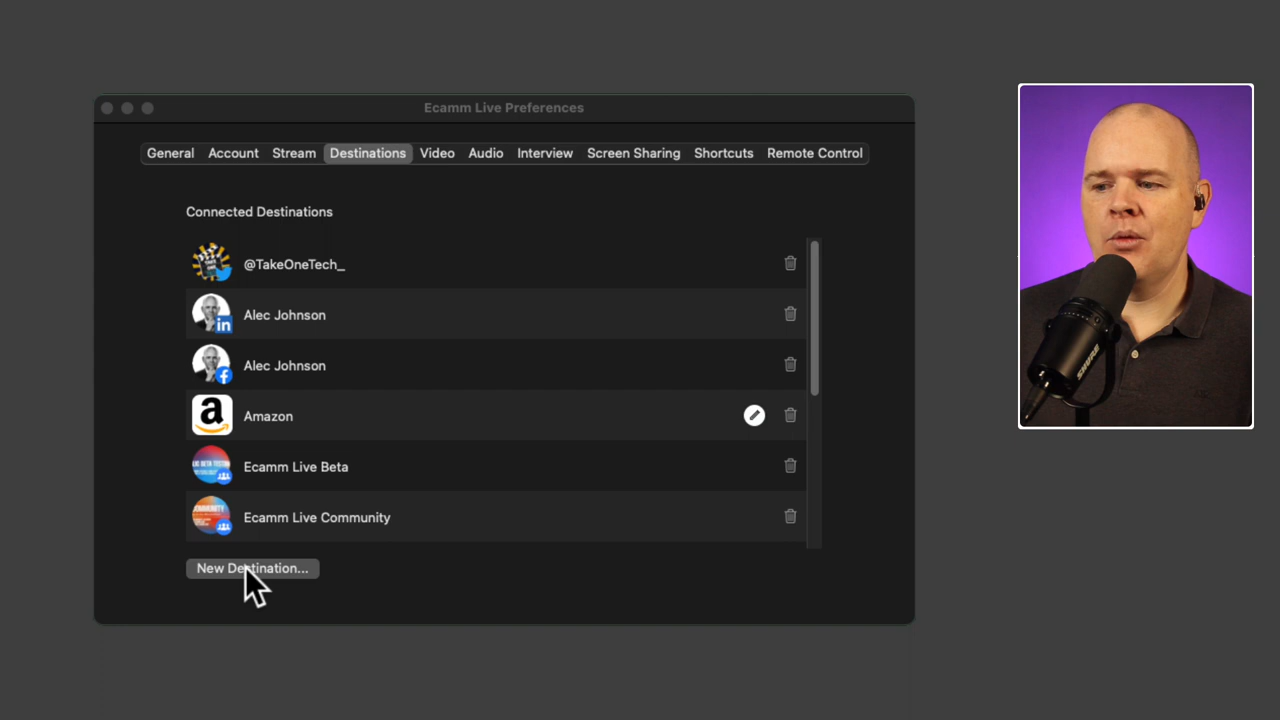 Ecamm Live Preferences
General Account Stream Destinations Video Audio Interview Screen Sharing Shortcuts Remote Control
Connected Destinations
@TakeOneTech_
Alec Johnson
Alec Johnson
Amazon
Ecamm Live Beta
Ecamm Live Community
New Destination...
SHURE